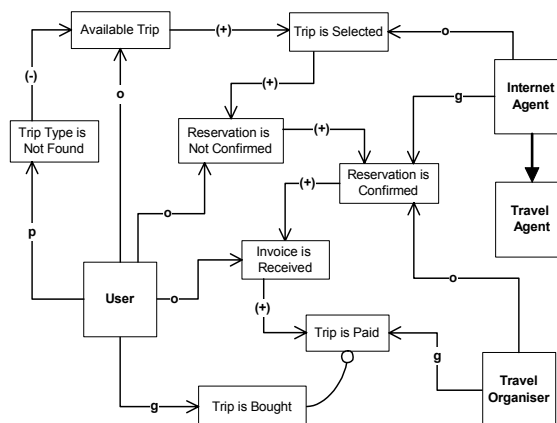 Available Trip
(+)
Trip is Selected
o
(-)
(+)
Internet
Agent
o
g
Trip Type is
Not Found
Reservation is
Not Confirmed
(+)
Reservation is
Confirmed
Travel
Agent
p
o
(+)
User
o
Invoice is
Received
o
(+)
Trip is Paid
g
g
Trip is Bought
Travel
Organiser